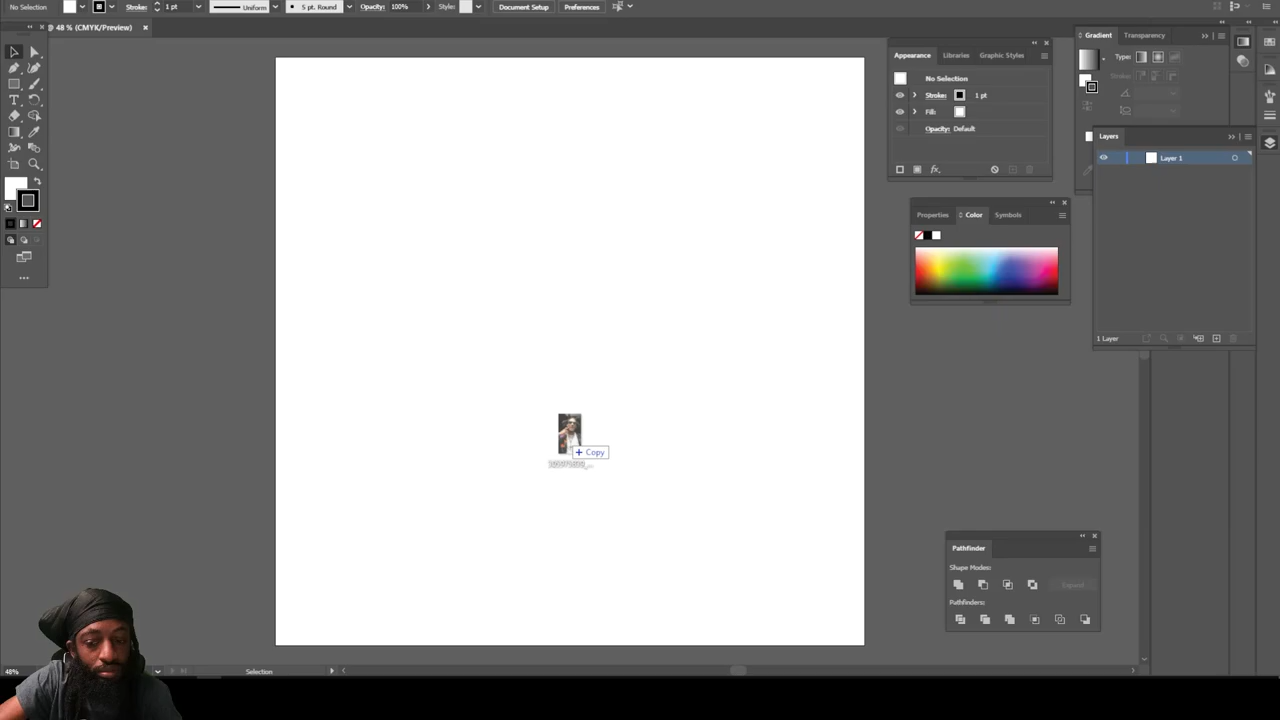 No Selection
Stroke:
1 pt
Uniform
5 pt. Round
Opacity:
100%
Style:
Document Setup
Preferences
48 % (CMYK/Preview)
Appearance
Libraries
Graphic Styles
No Selection
Stroke:
1 pt
Fill:
Opacity:
Default
Gradient
Transparency
Type:
Stroke:
Layers
Layer 1
Properties
Color
Symbols
1 Layer
+ Copy
Pathfinder
Shape Modes:
Expand
Pathfinders:
48%
Selection